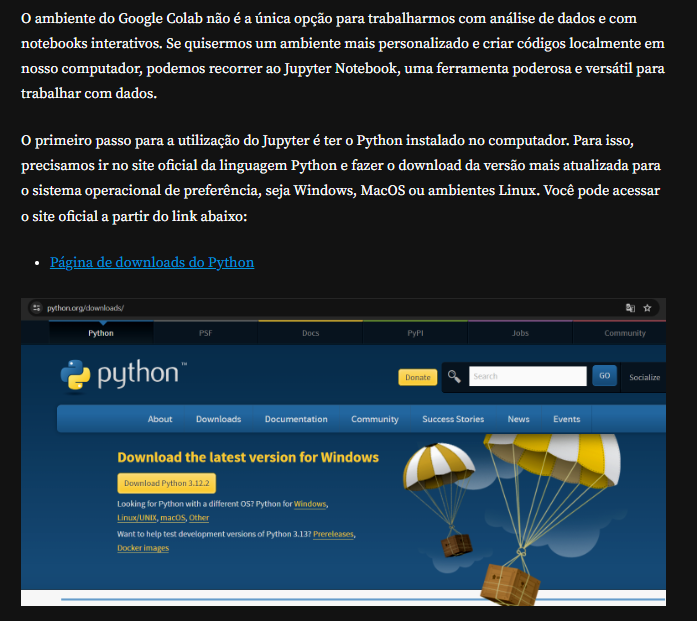 O ambiente do Google Colab não é a única opção para trabalharmos com análise de dados e com
notebooks interativos. Se quisermos um ambiente mais personalizado e criar códigos localmente em
nosso computador, podemos recorrer ao Jupyter Notebook, uma ferramenta poderosa e versátil para
trabalhar com dados.
O primeiro passo para a utilização do Jupyter é ter o Python instalado no computador. Para isso,
precisamos ir no site oficial da linguagem Python e fazer o download da versão mais atualizada para
o sistema operacional de preferência, seja Windows, MacOS ou ambientes Linux. Você pode acessar
o site oficial a partir do link abaixo:
• Página de downloads do Python
python.org/downloads/
Python PSF Docs PyPI Jobs Community
python™
Donate Search GO Socialize
About Downloads Documentation Community Success Stories News Events
Download the latest version for Windows
Download Python 3.12.2
Looking for Python with a different OS? Python for Windows,
Linux/UNIX, macOS, Other
Want to help test development versions of Python 3.13? Prereleases,
Docker images